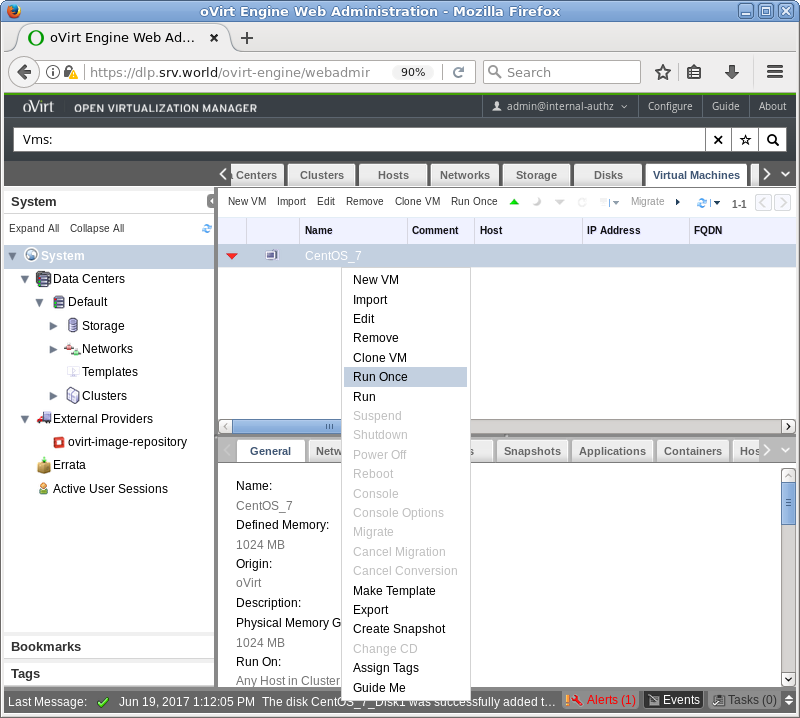 oVirt Engine Web Administration - Mozilla Firefox
oVirt Engine Web Ad...
https://dlp.srv.world/ovirt-engine/webadmir 90% Search
oVirt OPEN VIRTUALIZATION MANAGER admin@internal-authz Configure Guide About
Vms:
Centers Clusters Hosts Networks Storage Disks Virtual Machines
System
New VM Import Edit Remove Clone VM Run Once Migrate 1-1
Expand All Collapse All
Name Comment Host IP Address FQDN
System
CentOS_7
Data Centers
Default
Storage
Networks
Templates
Clusters
External Providers
ovirt-image-repository
Errata
Active User Sessions
New VM
Import
Edit
Remove
Clone VM
Run Once
Run
Suspend
Shutdown
Power Off
Reboot
Console
Console Options
Migrate
Cancel Migration
Cancel Conversion
Make Template
Export
Create Snapshot
Change CD
Assign Tags
Guide Me
General Netw s Snapshots Applications Containers Hos
Name:
CentOS_7
Defined Memory:
1024 MB
Origin:
oVirt
Description:
Physical Memory G
1024 MB
Run On:
Any Host in Cluster
Bookmarks
Tags
Last Message: Jun 19, 2017 1:12:05 PM The disk CentOS_7_Disk1 was successfully added t... Alerts (1) Events Tasks (0)